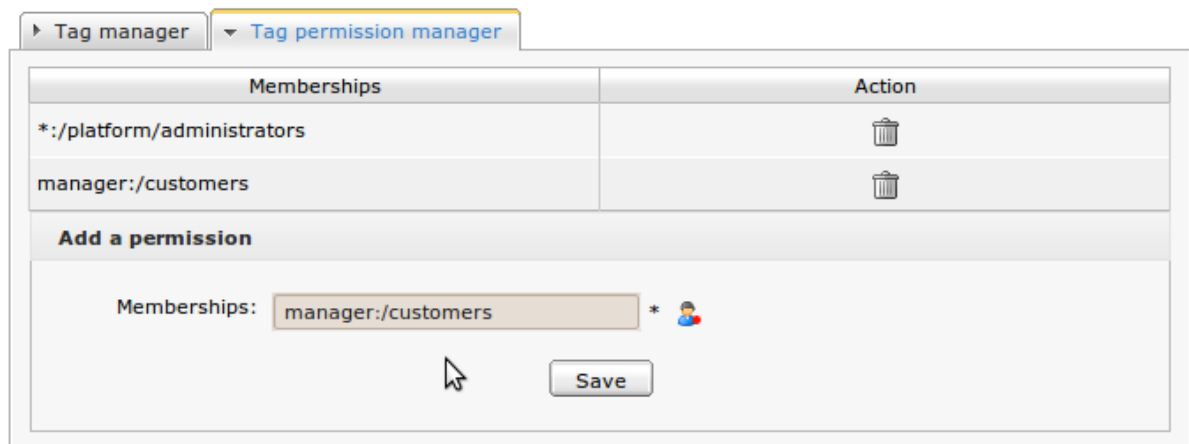 Tag manager Tag permission manager
Memberships Action
*:/platform/administrators
manager:/customers
Add a permission
Memberships: manager:/customers *
Save